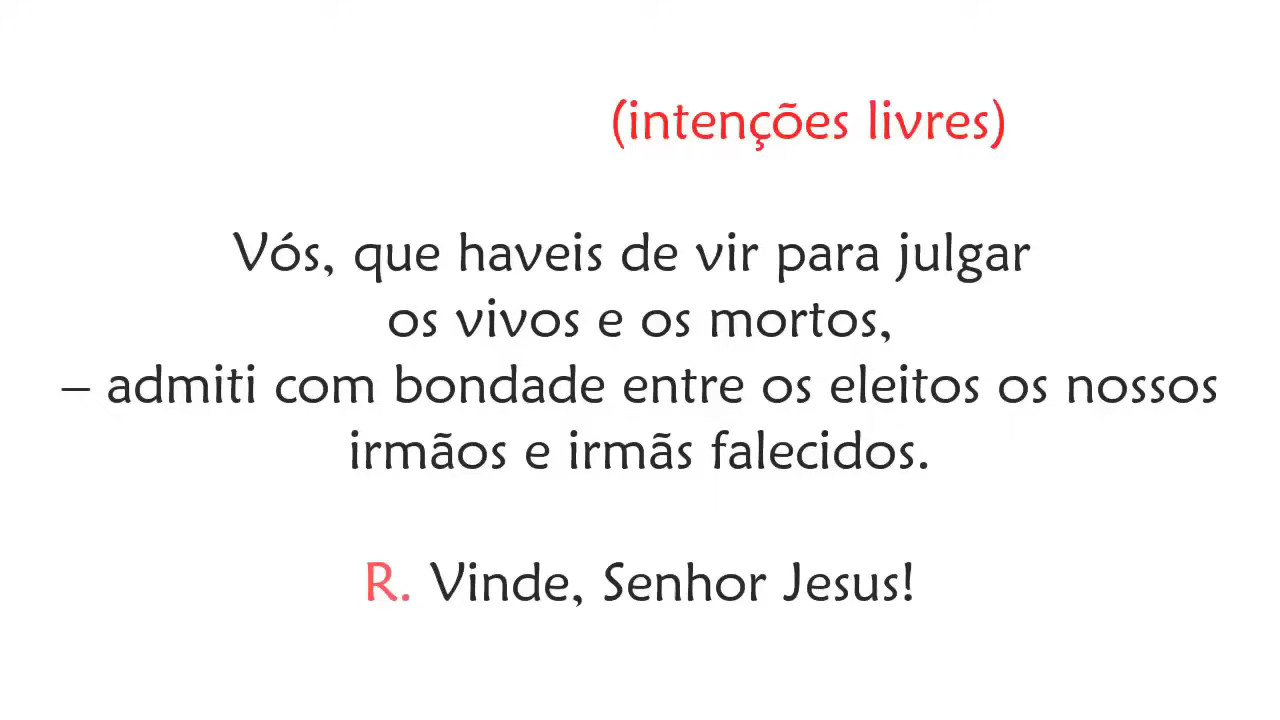 (intenções livres)
Vós, que haveis de vir para julgar
os vivos e os mortos,
– admiti com bondade entre os eleitos os nossos
irmãos e irmãs falecidos.
R. Vinde, Senhor Jesus!